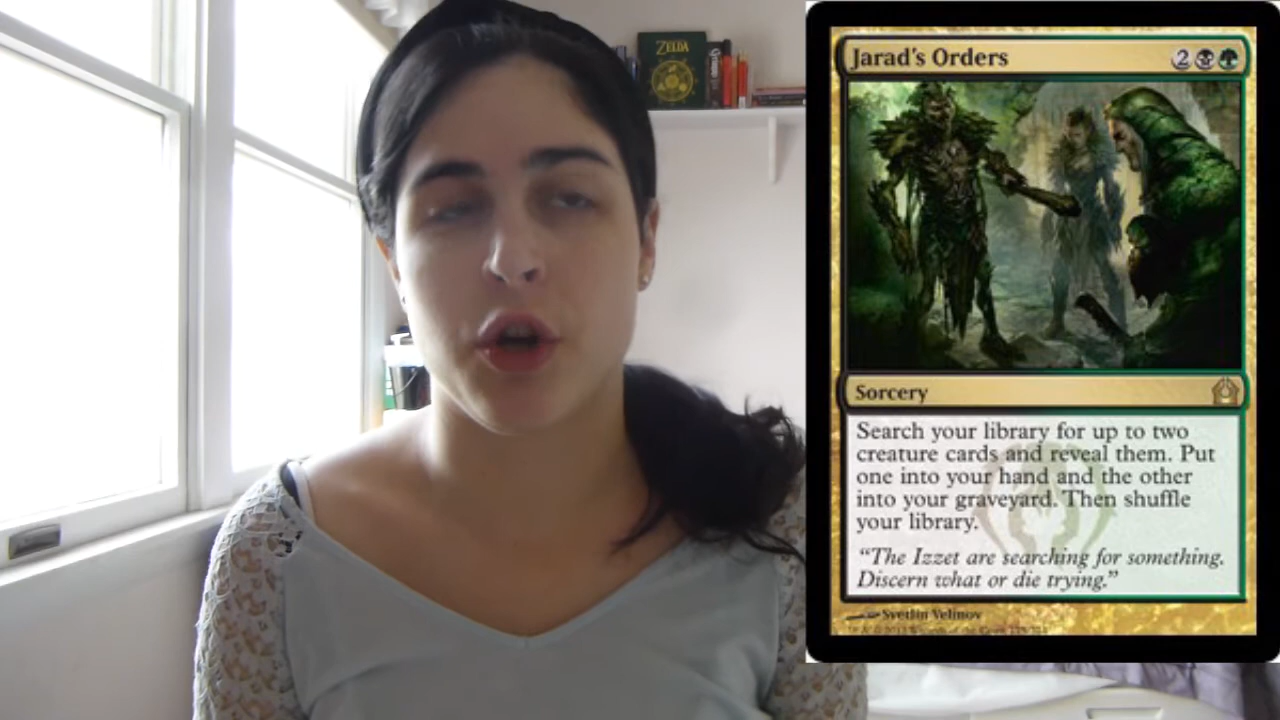 ZELDA
Jarad's Orders
2
Sorcery
Search your library for up to two
creature cards and reveal them. Put
one into your hand and the other
into your graveyard. Then shuffle
your library.
“The Izzet are searching for something.
Discern what or die trying.”
Svetlin Velinov